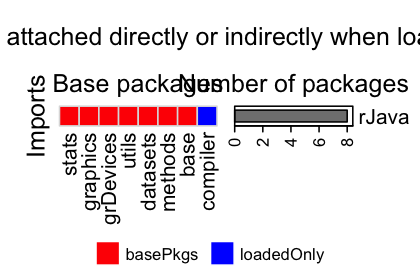 attached directly or indirectly when loa
Base packages
Number of packages
Imports
rJava
stats
graphics
grDevices
utils
datasets
methods
base
compiler
0
2
4
6
8
basePkgs
loadedOnly